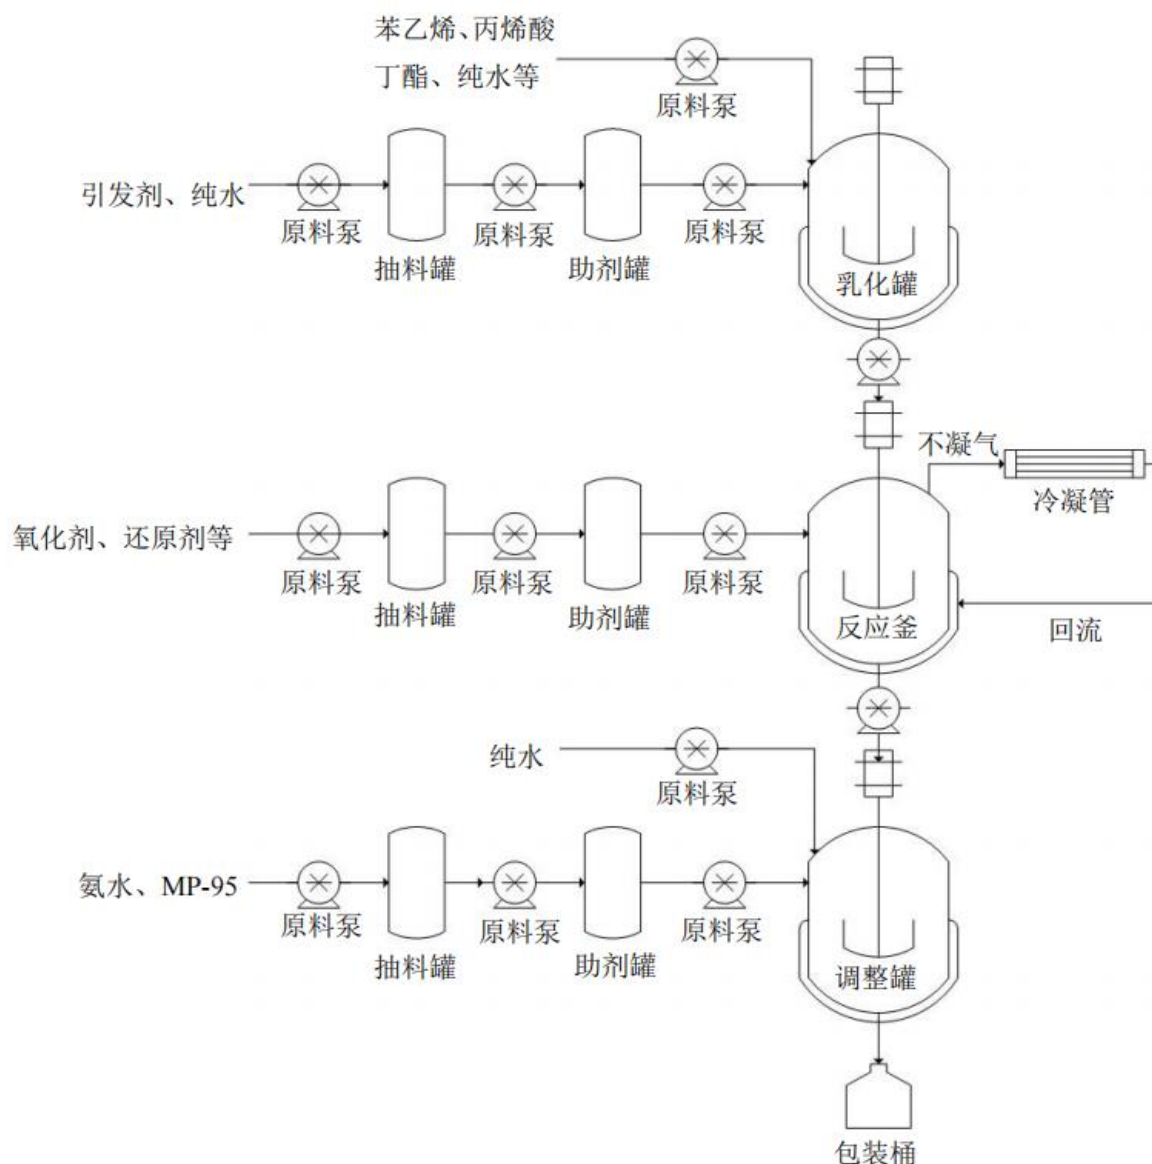 苯乙烯、丙烯酸
丁酯、纯水等
原料泵
引发剂、纯水
原料泵
原料泵
原料泵
抽料罐
助剂罐
乳化罐
不凝气
冷凝管
氧化剂、还原剂等
原料泵
原料泵
原料泵
抽料罐
助剂罐
反应釜
回流
纯水
原料泵
氨水、MP-95
原料泵
原料泵
原料泵
抽料罐
助剂罐
调整罐
包装桶